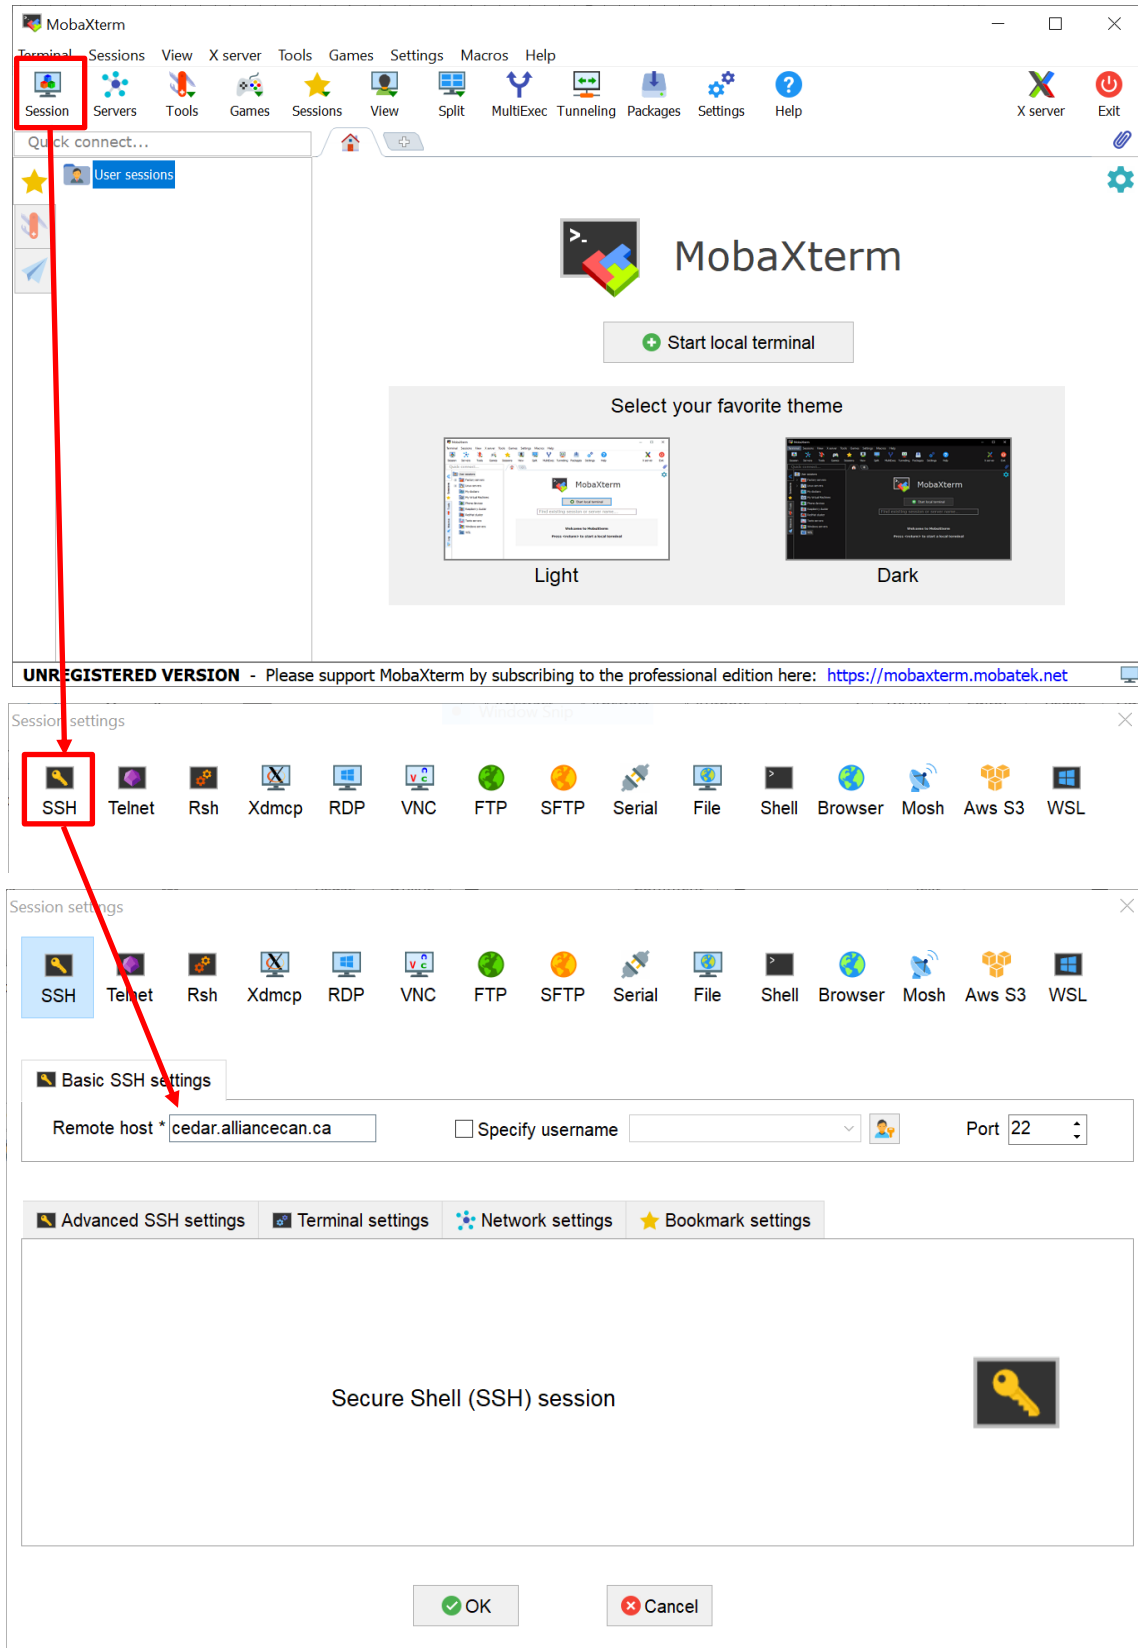 MobaXterm
Terminal Sessions View X server Tools Games Settings Macros Help
Session Servers Tools Games Sessions View Split MultiExec Tunneling Packages Settings Help X server Exit
Quick connect...
User sessions
MobaXterm
Start local terminal
Select your favorite theme
MobaXterm MobaXterm
Light Dark
UNREGISTERED VERSION - Please support MobaXterm by subscribing to the professional edition here: https://mobaxterm.mobatek.net
Window Snip
Session settings
SSH Telnet Rsh Xdmcp RDP VNC FTP SFTP Serial File Shell Browser Mosh Aws S3 WSL
Session settings
SSH Telnet Rsh Xdmcp RDP VNC FTP SFTP Serial File Shell Browser Mosh Aws S3 WSL
Basic SSH settings
Remote host * cedar.alliancecan.ca Specify username Port 22
Advanced SSH settings Terminal settings Network settings Bookmark settings
Secure Shell (SSH) session
OK Cancel